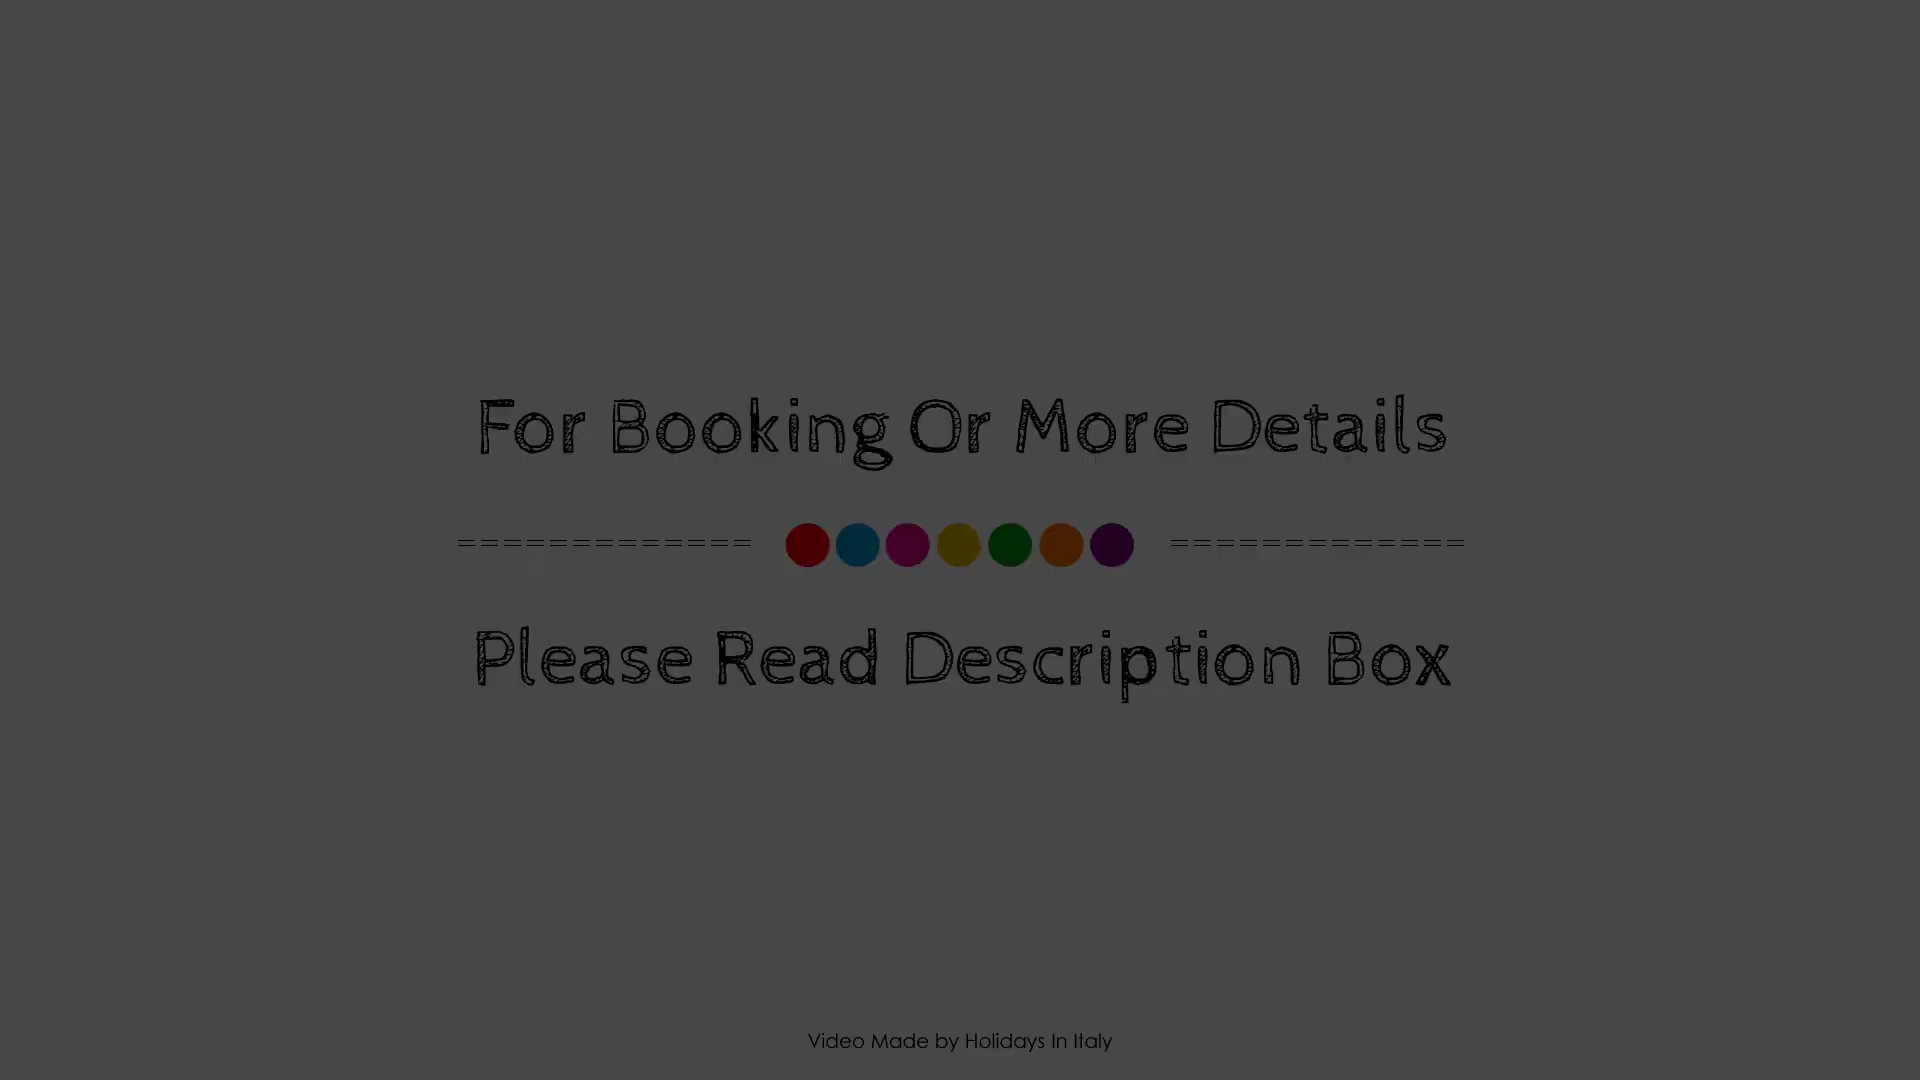 For Booking Or More Details
============= =============
Please Read Description Box
Video Made by Holidays In Italy